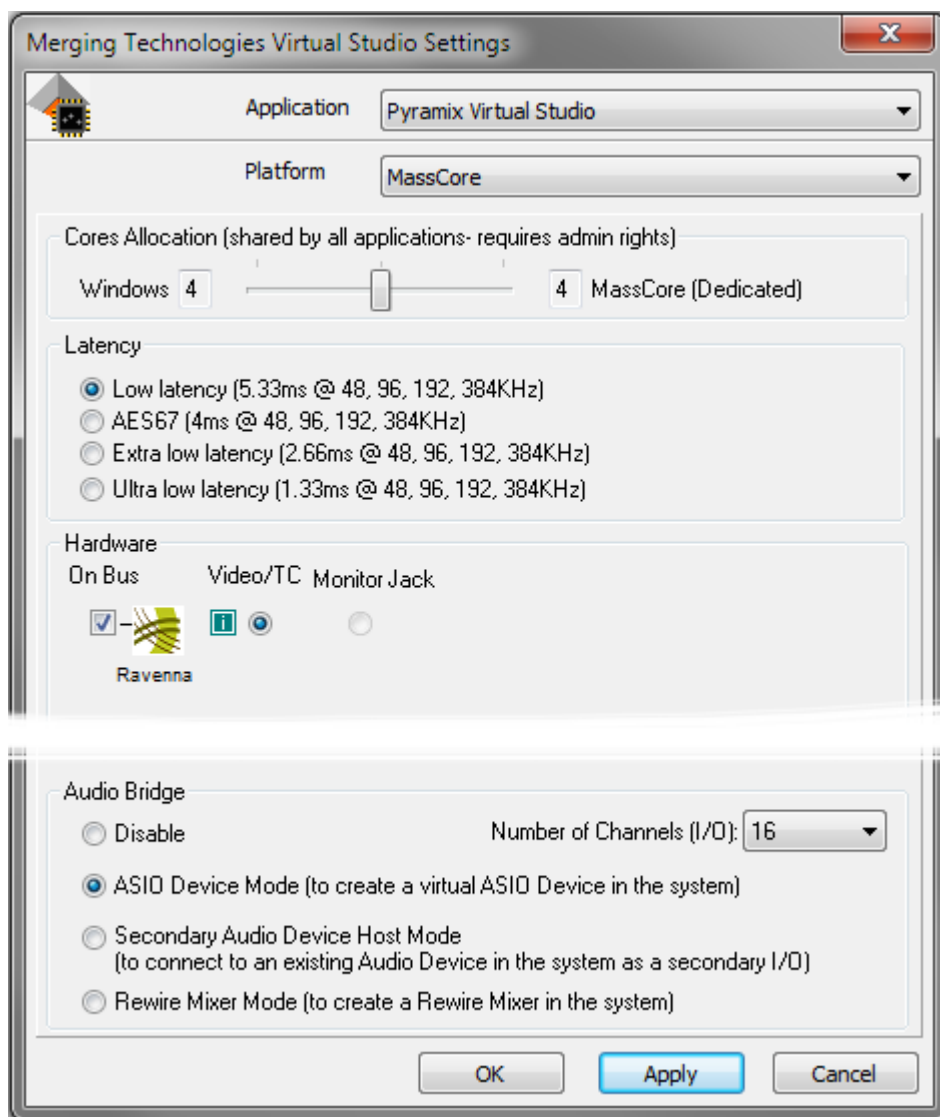 Merging Technologies Virtual Studio Settings
Application Pyramix Virtual Studio
Platform MassCore
Cores Allocation (shared by all applications- requires admin rights)
Windows 4 4 MassCore (Dedicated)
Latency
Low latency (5.33ms @ 48, 96, 192, 384KHz)
AES67 (4ms @ 48, 96, 192, 384KHz)
Extra low latency (2.66ms @ 48, 96, 192, 384KHz)
Ultra low latency (1.33ms @ 48, 96, 192, 384KHz)
Hardware
On Bus Video/TC Monitor Jack
i
Ravenna
Audio Bridge
Disable Number of Channels (I/O): 16
ASIO Device Mode (to create a virtual ASIO Device in the system)
Secondary Audio Device Host Mode
(to connect to an existing Audio Device in the system as a secondary I/O)
Rewire Mixer Mode (to create a Rewire Mixer in the system)
OK Apply Cancel